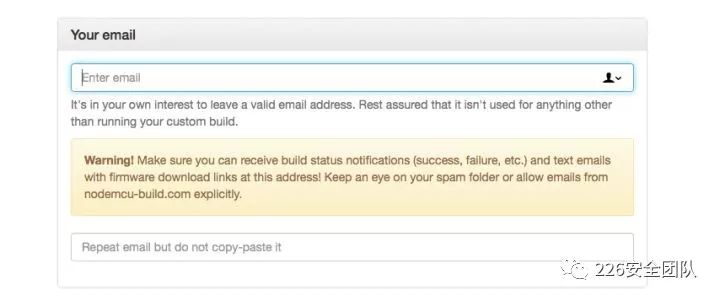 Your email
Enter email
It's in your own interest to leave a valid email address. Rest assured that it isn't used for anything other
than running your custom build.
Warning! Make sure you can receive build status notifications (success, failure, etc.) and text emails
with firmware download links at this address! Keep an eye on your spam folder or allow emails from
nodemcu-build.com explicitly.
Repeat email but do not copy-paste it
226安全团队